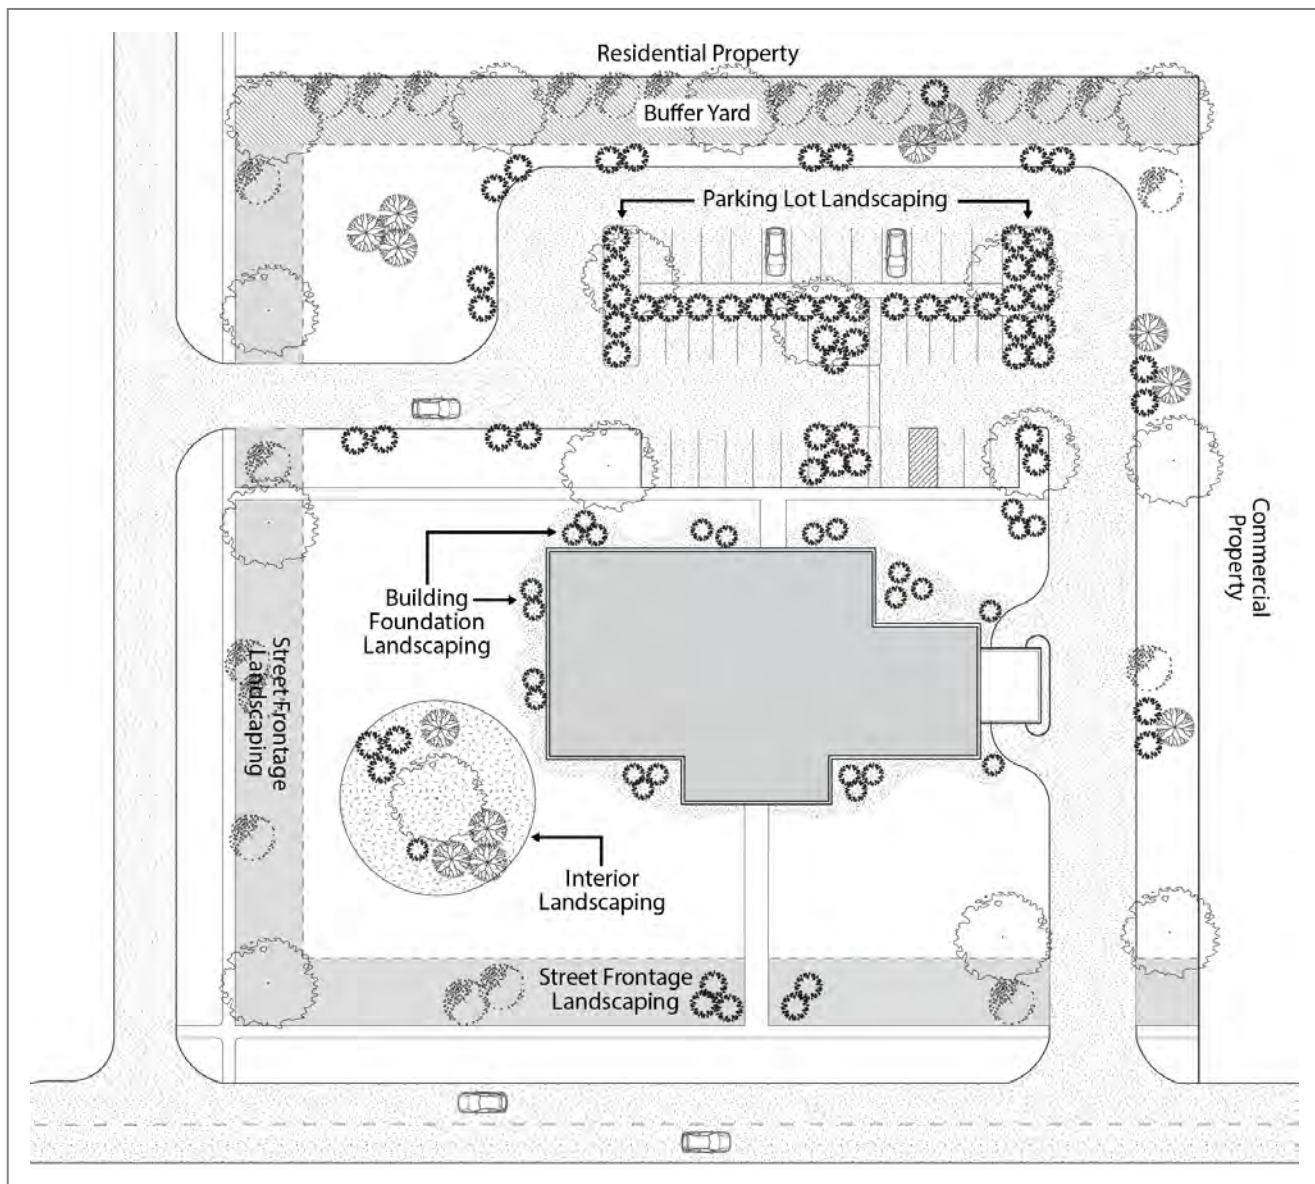 Residential Property
Buffer Yard
Parking Lot Landscaping
Commercial
Property
Building
Foundation
Landscaping
Street Frontage
Landscaping
Interior
Landscaping
Street Frontage
Landscaping